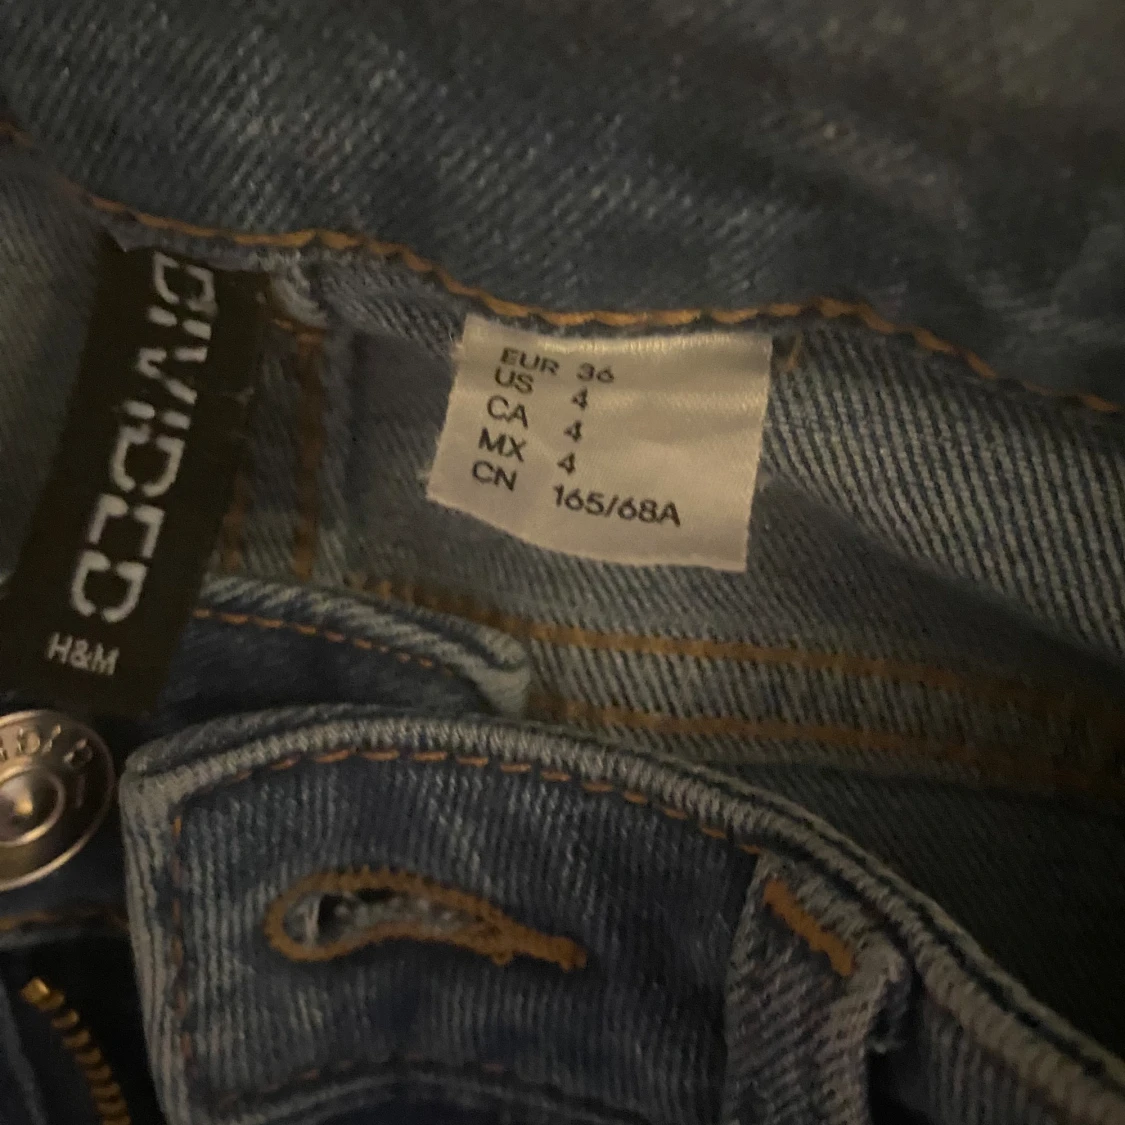 DIVIDED
H&M
EUR 36
US 4
CA 4
MX 4
CN 165/68A